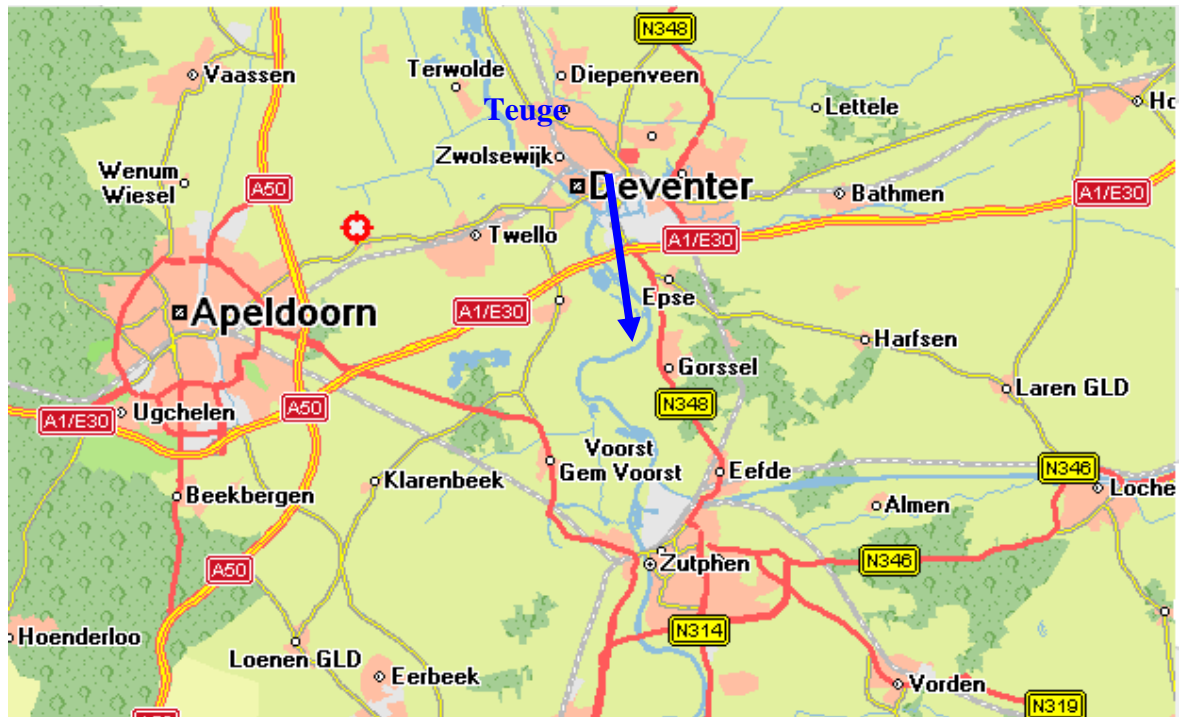 N348
Terwolde
Diepenveen
Vaassen
Lettele
Ho
Teuge
Zwolsewijk
Wenum
Wiesel
A50
Deventer
Bathmen
A1/E30
Twello
A1/E30
Epse
A1/E30
Apeldoorn
Harfsen
Gorssel
Laren GLD
A50
N348
Ugchelen
A1/E30
Voorst
Gem Voorst
Eefde
N346
Klarenbeek
Loche
Beekbergen
Almen
Zutphen
N346
A50
N314
Hoenderloo
Loenen GLD
Eerbeek
Vorden
N319